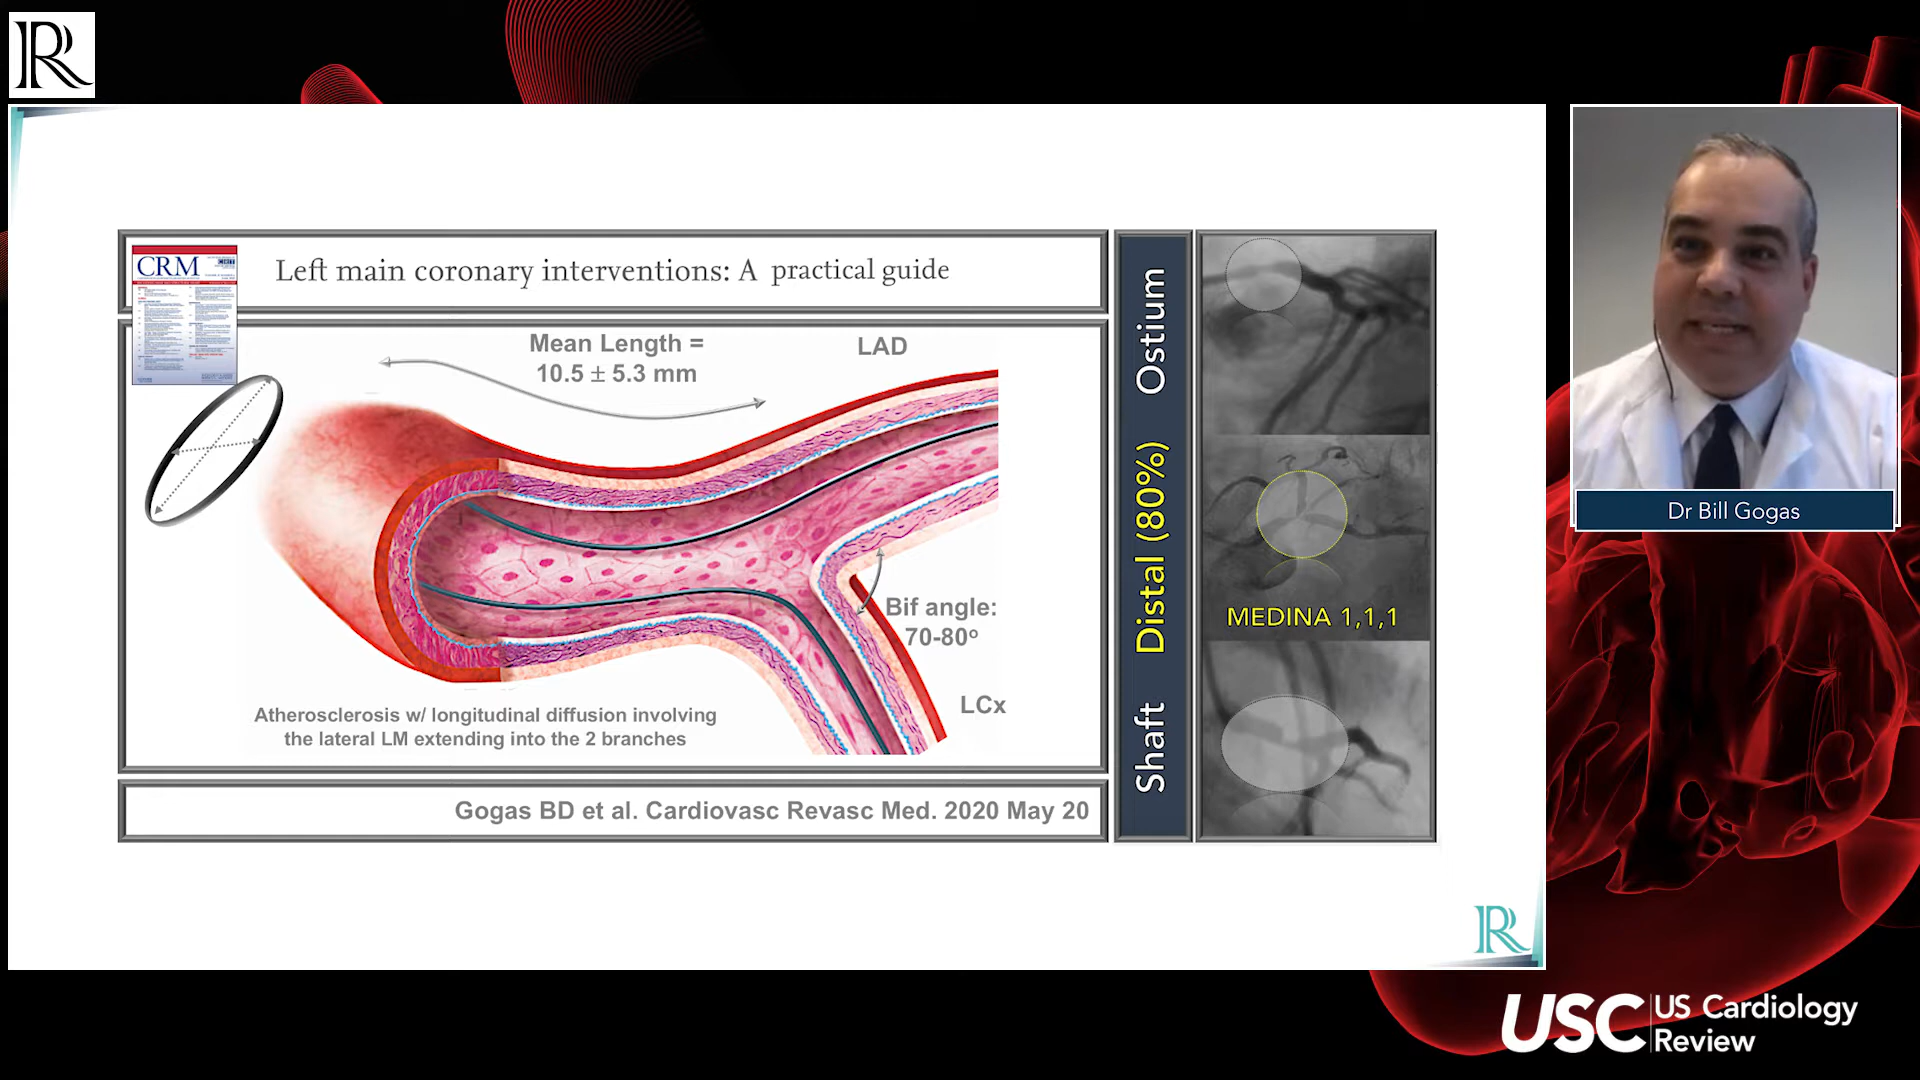 R
CRM
Left main coronary interventions: A practical guide
Mean Length =
10.5 ± 5.3 mm
LAD
Bif angle:
70-80º
LCx
Atherosclerosis w/ longitudinal diffusion involving
the lateral LM extending into the 2 branches
Gogas BD et al. Cardiovasc Revasc Med. 2020 May 20
Ostium
Distal (80%)
Shaft
MEDINA 1,1,1
Dr Bill Gogas
R
USC US Cardiology
Review